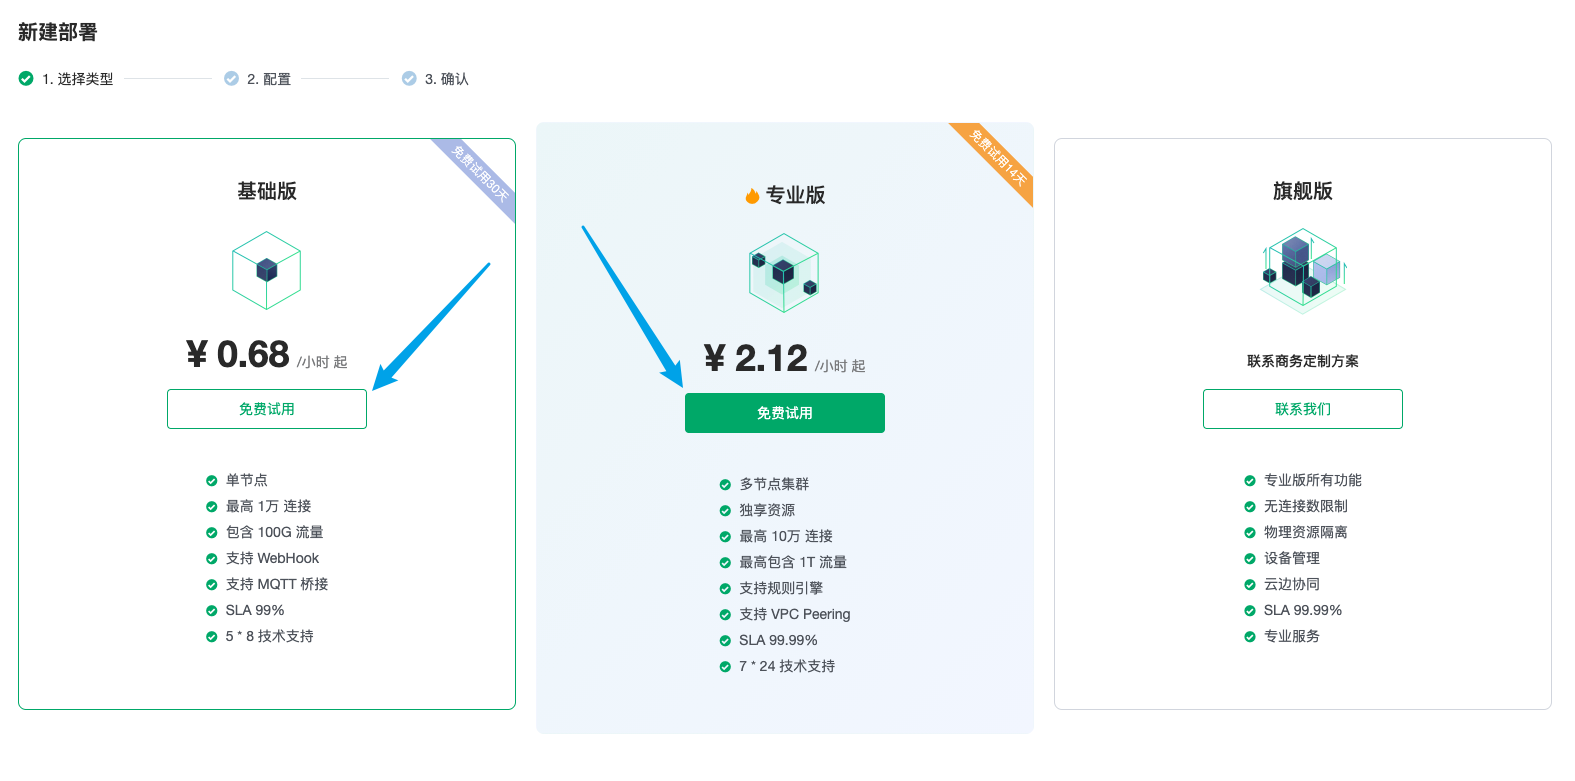 新建部署
1. 选择类型
2. 配置
3. 确认
免费试用30天
基础版
¥ 0.68 /小时 起
免费试用
单节点
最高 1万 连接
包含 100G 流量
支持 WebHook
支持 MQTT 桥接
SLA 99%
5 * 8 技术支持
免费试用14天
专业版
¥ 2.12 /小时 起
免费试用
多节点集群
独享资源
最高 10万 连接
最高包含 1T 流量
支持规则引擎
支持 VPC Peering
SLA 99.99%
7 * 24 技术支持
旗舰版
联系商务定制方案
联系我们
专业版所有功能
无连接数限制
物理资源隔离
设备管理
云边协同
SLA 99.99%
专业服务